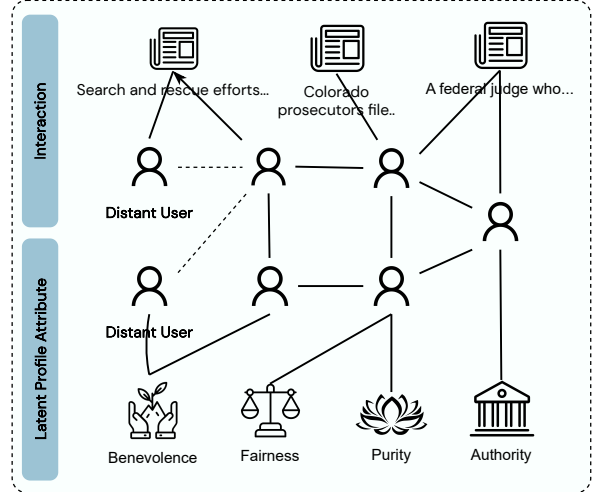 Interaction
Search and rescue efforts...
Colorado
prosecutors file..
A federal judge who...
Distant User
Latent Profile Attribute
Distant User
Benevolence
Fairness
Purity
Authority